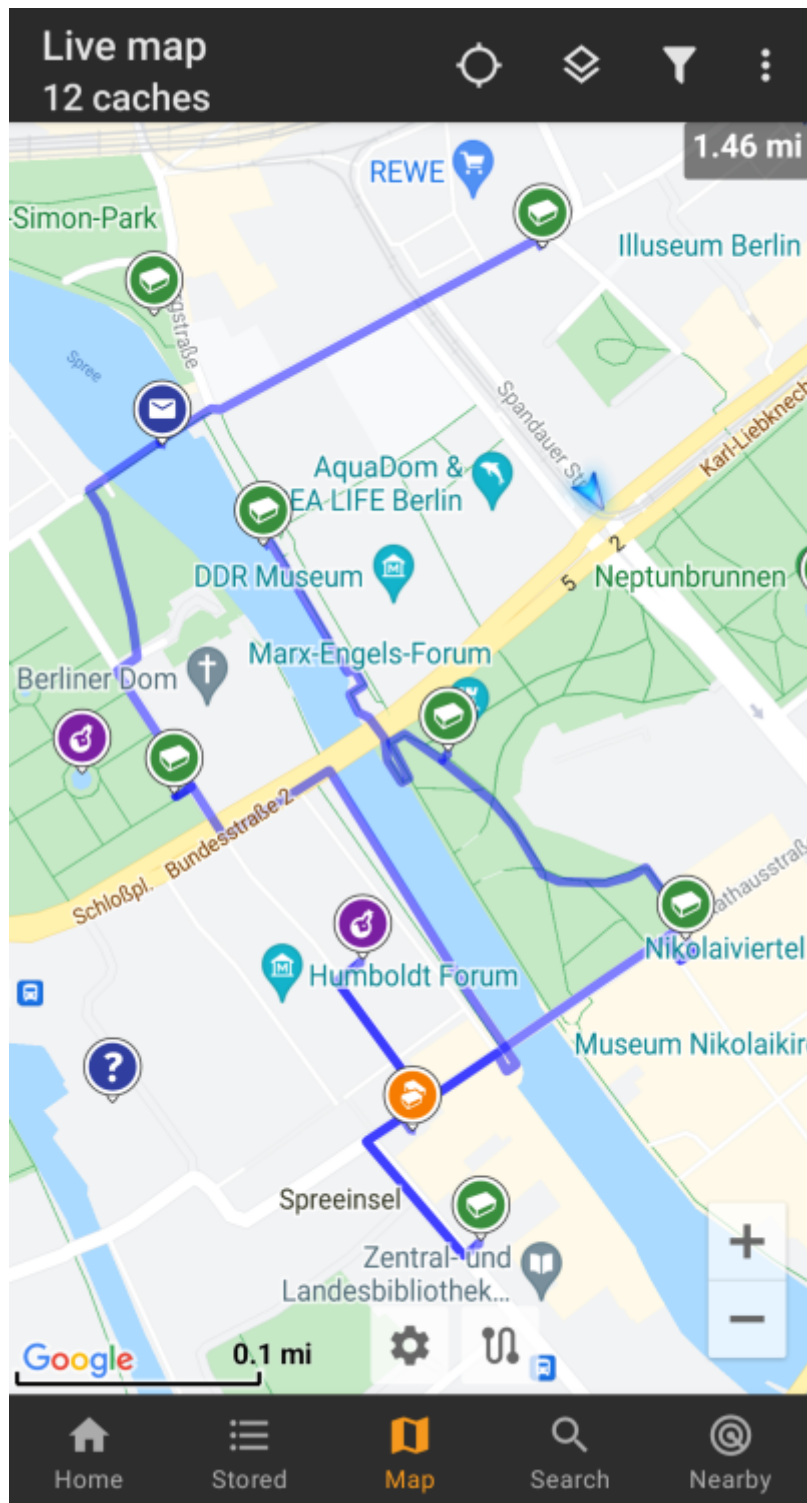 Live map
12 caches
1.46 mi
REWE
-Simon-Park
Illuseum Berlin
Spree
Spandauer Str
Karl-Liebknech
AquaDom &
EA LIFE Berlin
2
5
DDR Museum
Neptunbrunnen
Marx-Engels-Forum
Berliner Dom
Schloßpl.
Bundesstraße 2
athausstraß
Nikolaiviertel
Humboldt Forum
?
Museum Nikolaikir
Spreeinsel
Zentral- und
Landesbibliothek...
+
−
Google
0.1 mi
Home
Stored
Map
Search
Nearby